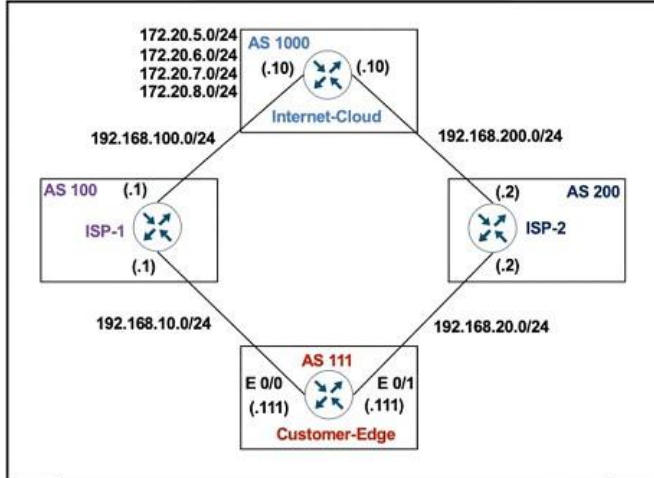 172.20.5.0/24
172.20.6.0/24
172.20.7.0/24
172.20.8.0/24
AS 1000
(.10) (.10)
Internet-Cloud
192.168.100.0/24
192.168.200.0/24
AS 100 (.1)
ISP-1
(.1)
(.2) AS 200
ISP-2
(.2)
192.168.10.0/24
192.168.20.0/24
AS 111
E 0/0 E 0/1
(.111) (.111)
Customer-Edge